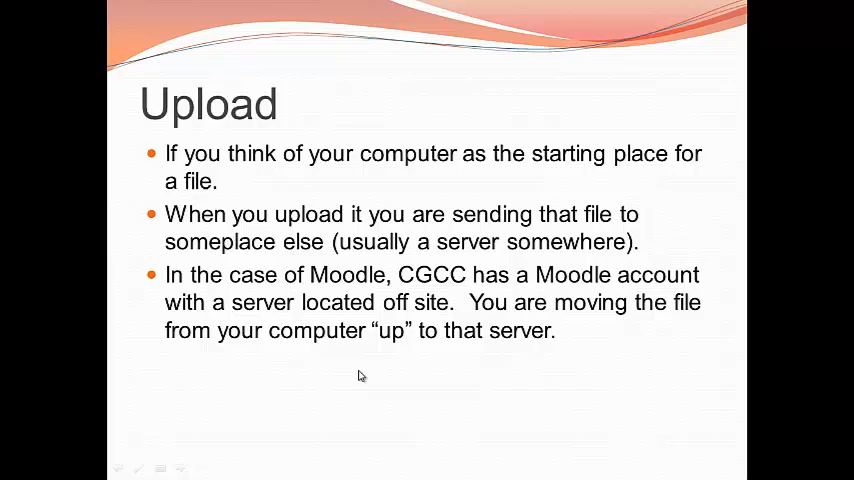 Upload
If you think of your computer as the starting place for
a file.
When you upload it you are sending that file to
someplace else (usually a server somewhere).
In the case of Moodle, CGCC has a Moodle account
with a server located off site.  You are moving the file
from your computer “up” to that server.